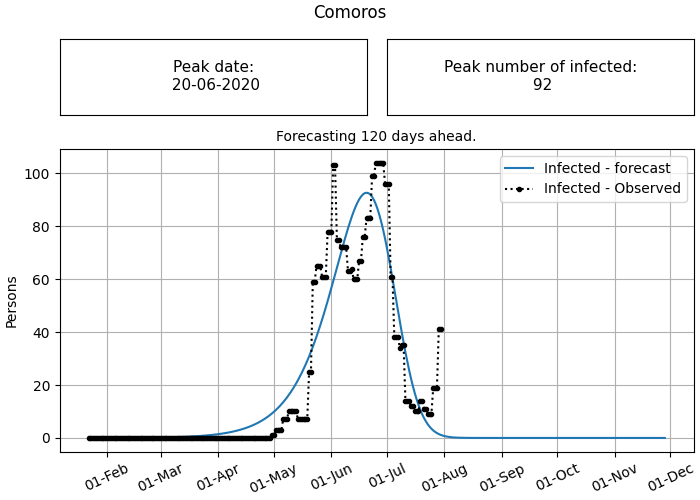 Comoros
Peak date:
20-06-2020
Peak number of infected:
92
Forecasting 120 days ahead.
Infected - forecast
Infected - Observed
Persons
100
80
60
40
20
0
01-Feb
01-Mar
01-Apr
01-May
01-Jun
01-Jul
01-Aug
01-Sep
01-Oct
01-Nov
01-Dec